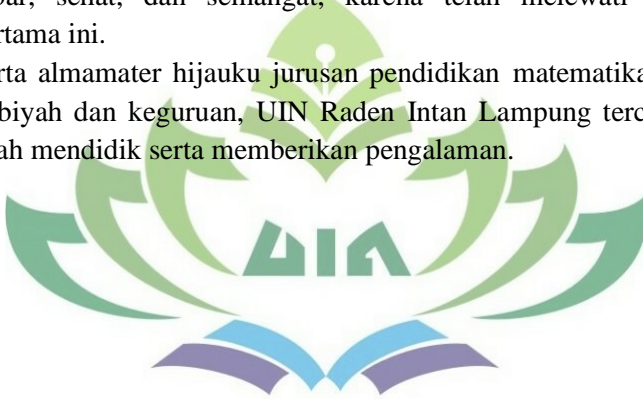 sehat, dan semangat, karena telah melewati
rtama ini.
rta almamater hijauku jurusan pendidikan matematika
biyah dan keguruan, UIN Raden Intan Lampung terc
ah mendidik serta memberikan pengalaman.
UIN